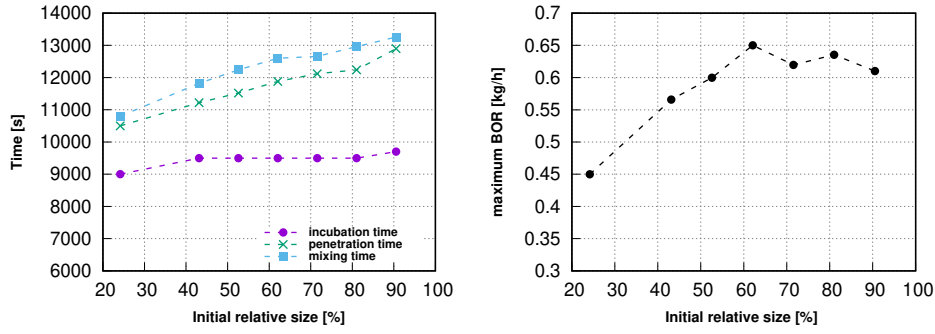 Time [s]
13000
14000
12000
11000
10000
9000
8000
7000
6000
incubation time
penetration time
mixing time
20 30 40 50 60 70 80 90 100
Initial relative size [%]
maximum BOR [kg/h]
0.7
0.65
0.6
0.55
0.5
0.45
0.4
0.35
0.3
20 30 40 50 60 70 80 90 100
Initial relative size [%]